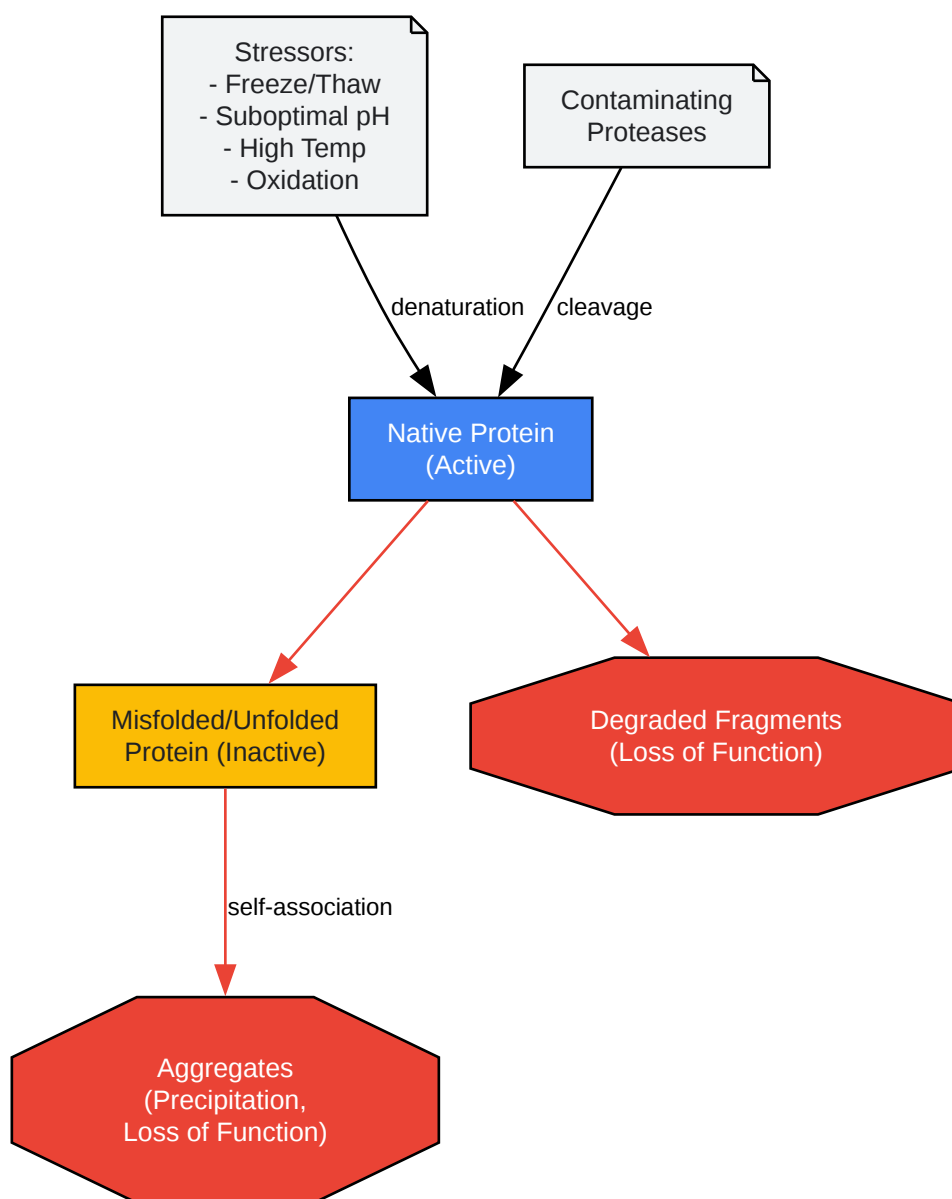 Stressors:
- Freeze/Thaw
- Suboptimal pH
- High Temp
- Oxidation
Contaminating
Proteases
denaturation
cleavage
Native Protein
(Active)
Misfolded/Unfolded
Protein (Inactive)
Degraded Fragments
(Loss of Function)
self-association
Aggregates
(Precipitation,
Loss of Function)